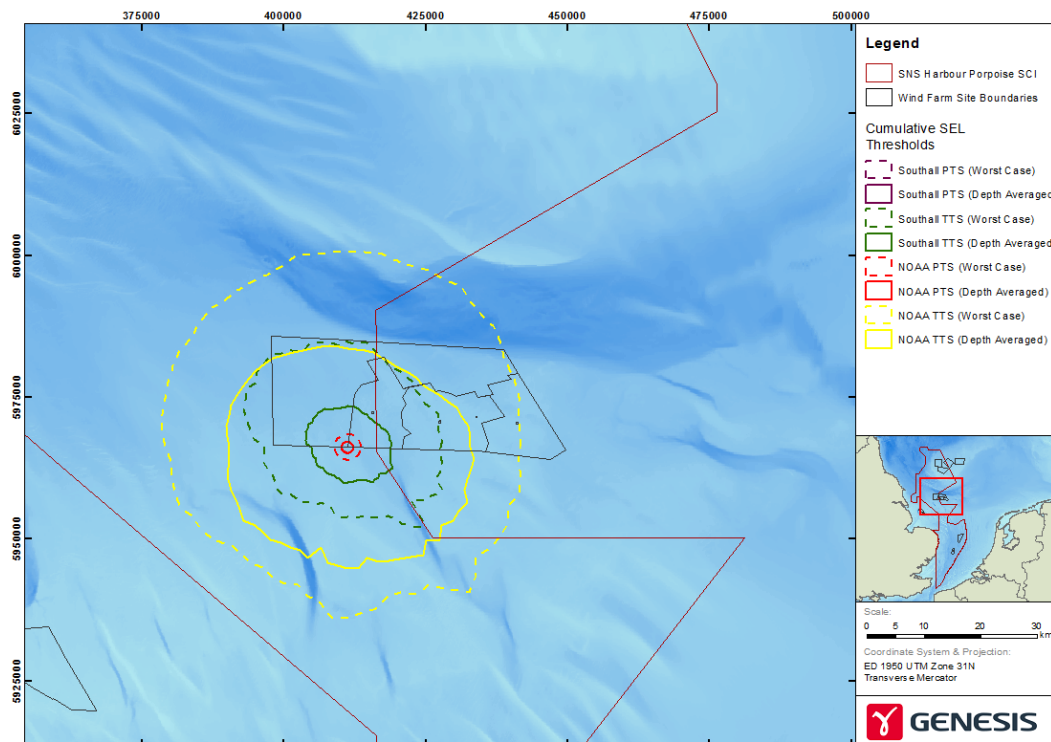 375000 400000 425000 450000 475000 500000
6025000
6000000
5975000
5950000
5925000
Legend
SNS Harbour Porpoise SCI
Wind Farm Site Boundaries
Cumulative SEL
Thresholds
Southall PTS (Worst Case)
Southall PTS (Depth Averaged
Southall TTS (Worst Case)
Southall TTS (Depth Averaged
NOAA PTS (Worst Case)
NOAA PTS (Depth Averaged)
NOAA TTS (Worst Case)
NOAA TTS (Depth Averaged)
Scale:
0 5 10 20 30
km
Coordinate System & Projection:
ED 1950 UTM Zone 31N
Transverse Mercator
GENESIS